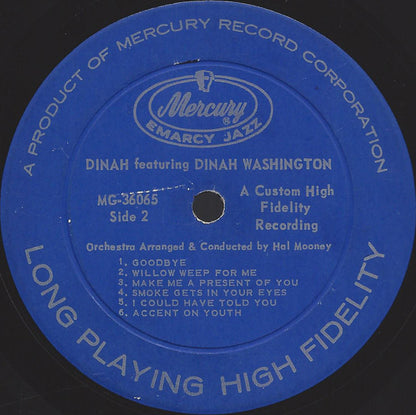 A PRODUCT OF MERCURY RECORD CORPORATION
Mercury®
EMARCY JAZZ
DINAH featuring DINAH WASHINGTON
MG-36065
Side 2
A Custom High
Fidelity
Recording
Orchestra Arranged & Conducted by Hal Mooney
1. GOODBYE
2. WILLOW WEEP FOR ME
3. MAKE ME A PRESENT OF YOU
4. SMOKE GETS IN YOUR EYES
5. I COULD HAVE TOLD YOU
6. ACCENT ON YOUTH
LONG PLAYING HIGH FIDELITY